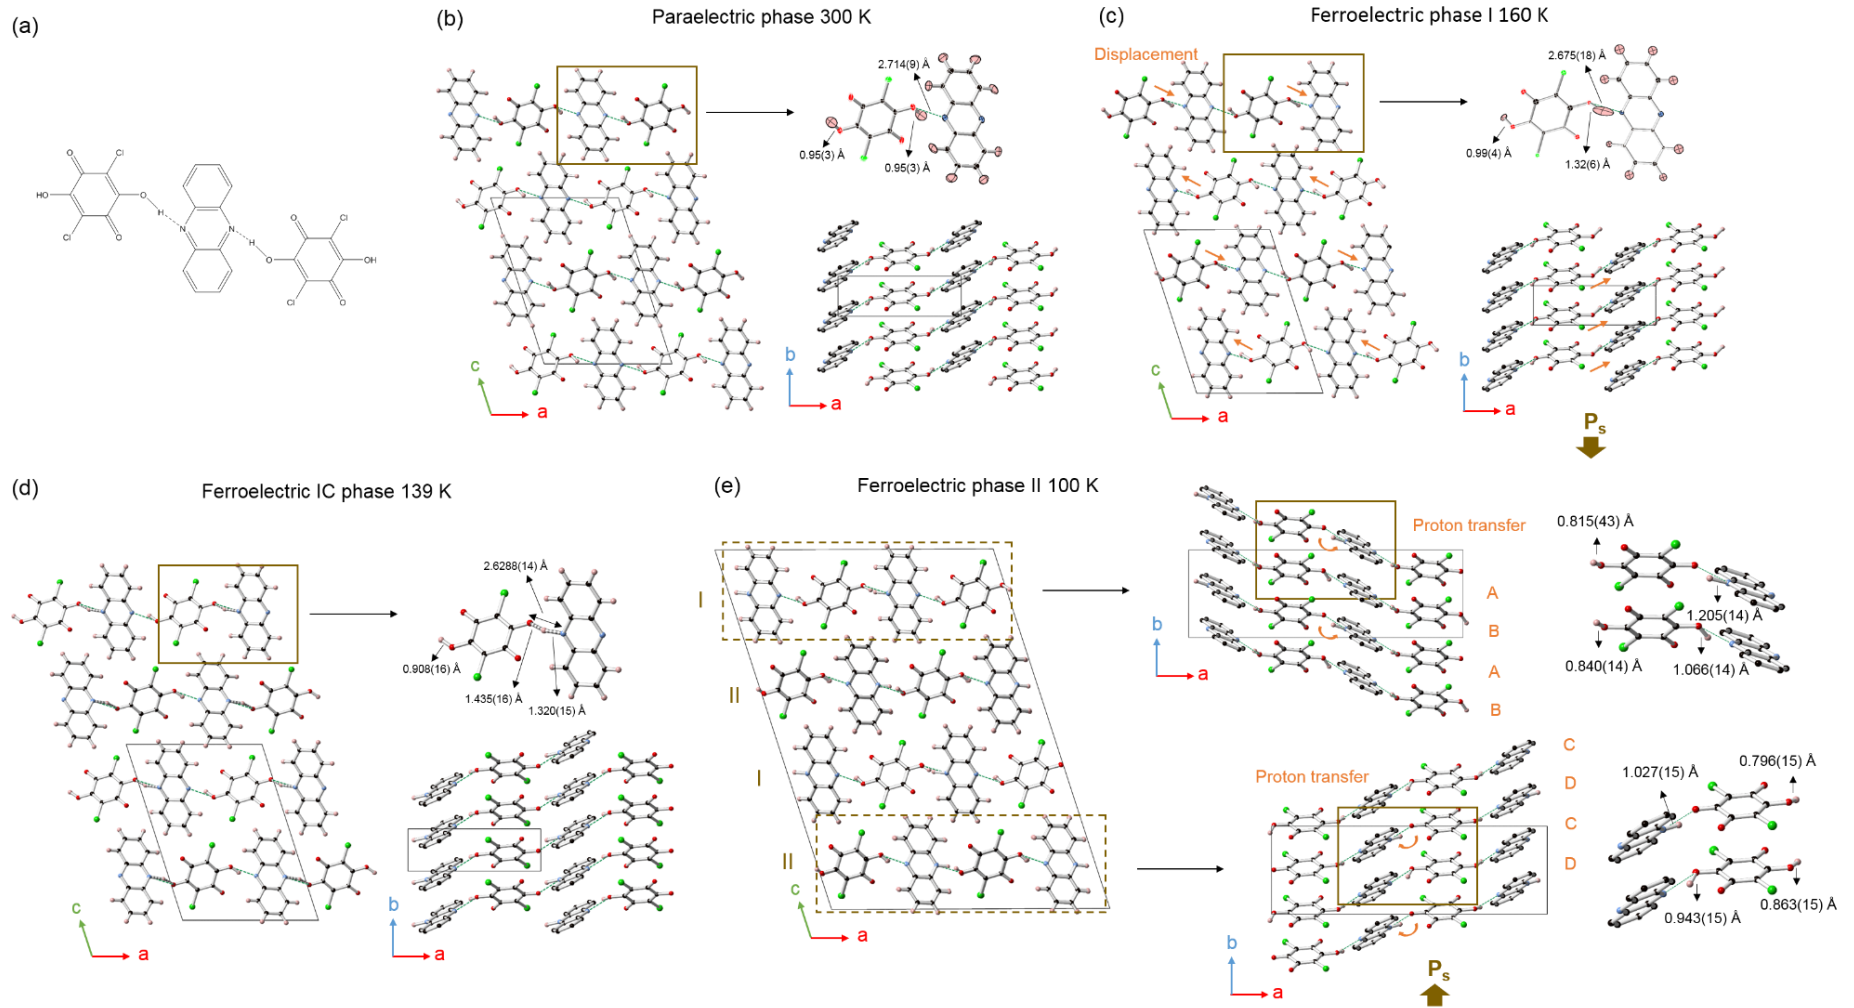 (a)
Cl
O
HO
O
H
Cl
O
N
N
H
O
Cl
O
OH
Cl
O
(b)
Paraelectric phase 300 K
2.714(9) Å
0.95(3) Å
0.95(3) Å
c
a
b
a
(c)
Ferroelectric phase I 160 K
Displacement
2.675(18) Å
0.99(4) Å
1.32(6) Å
c
a
b
a
Ps
(d)
Ferroelectric IC phase 139 K
2.6288(14) Å
0.908(16) Å
1.435(16) Å
1.320(15) Å
c
a
b
a
(e)
Ferroelectric phase II 100 K
I
II
I
II
c
a
Proton transfer
A
B
A
B
b
a
0.815(43) Å
1.205(14) Å
0.840(14) Å
1.066(14) Å
Proton transfer
C
D
C
D
b
a
Ps
1.027(15) Å
0.796(15) Å
0.943(15) Å
0.863(15) Å